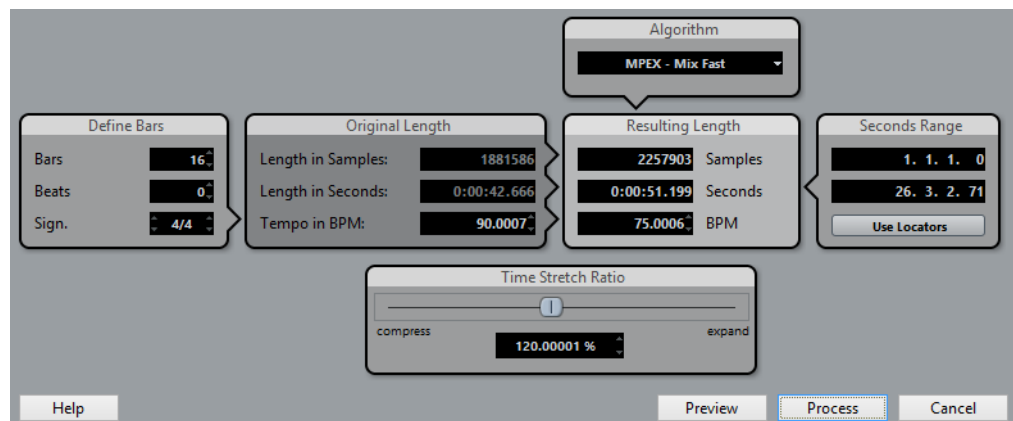 Algorithm
MPEX - Mix Fast
Define Bars
Bars 16
Beats 0
Sign. 4/4
Original Length
Length in Samples: 1881586
Length in Seconds: 0:00:42.666
Tempo in BPM: 90.0007
Resulting Length
2257903 Samples
0:00:51.199 Seconds
75.0006 BPM
Seconds Range
1. 1. 1. 0
26. 3. 2. 71
Use Locators
Time Stretch Ratio
compress expand
120.00001 %
Help Preview Process Cancel